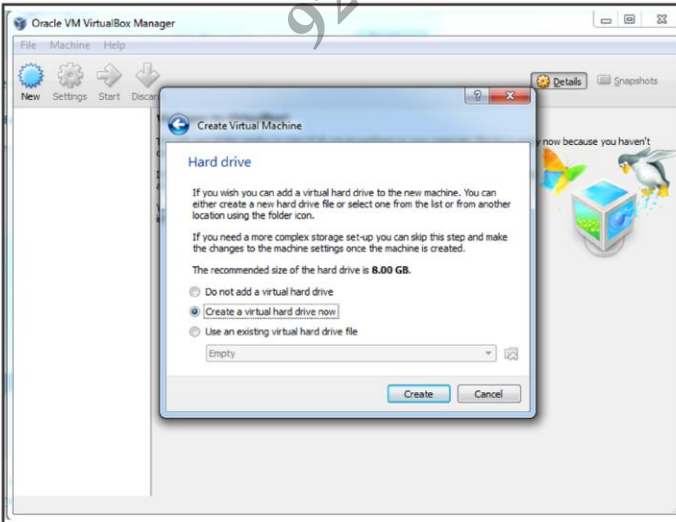 Oracle VM VirtualBox Manager
File Machine Help
New Settings Start Discar
Details Snapshots
now because you haven't
Create Virtual Machine
Hard drive
If you wish you can add a virtual hard drive to the new machine. You can
either create a new hard drive file or select one from the list or from another
location using the folder icon.
If you need a more complex storage set-up you can skip this step and make
the changes to the machine settings once the machine is created.
The recommended size of the hard drive is 8.00 GB.
Do not add a virtual hard drive
Create a virtual hard drive now
Use an existing virtual hard drive file
Empty
Create Cancel